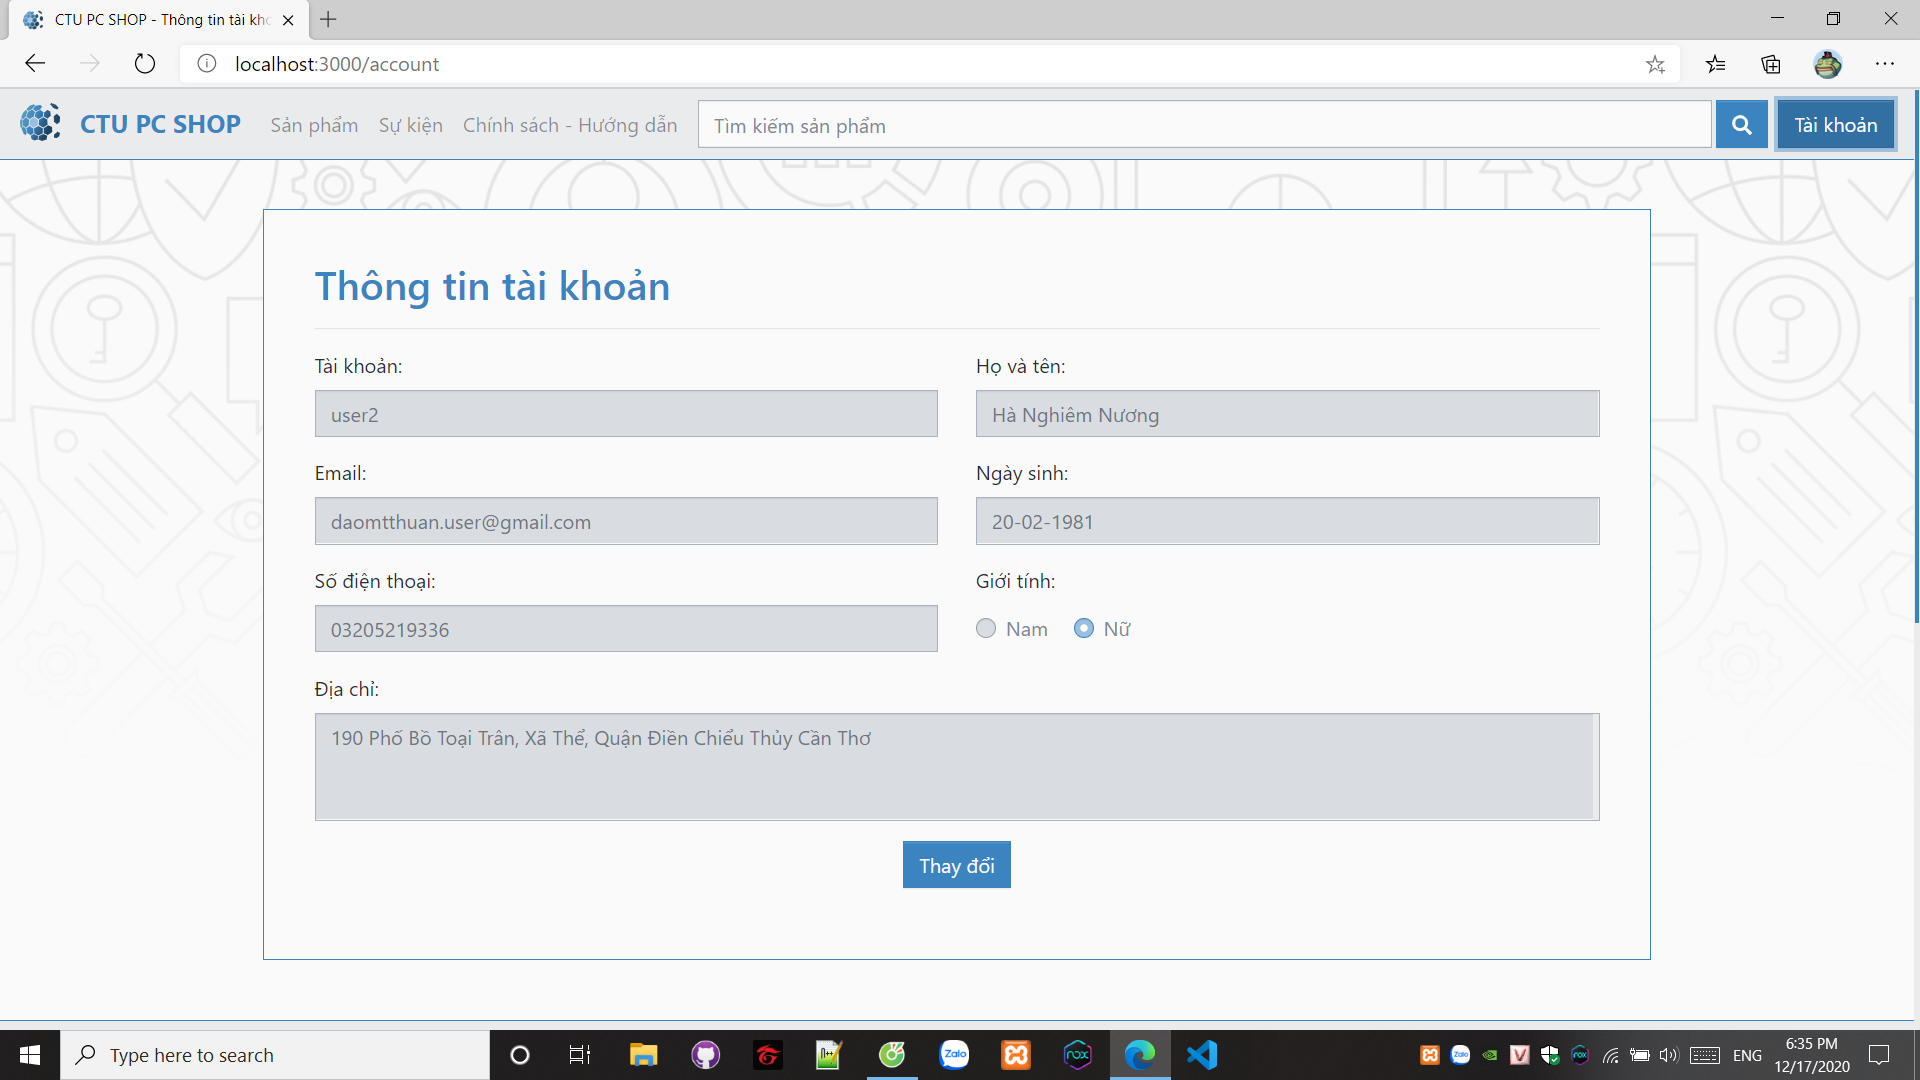 CTU PC SHOP - Thông tin tài kho
localhost:3000/account
CTU PC SHOP
Sản phẩm
Sự kiện
Chính sách - Hướng dẫn
Tìm kiếm sản phẩm
Tài khoản
Thông tin tài khoản
Tài khoản:
Họ và tên:
user2
Hà Nghiêm Nương
Email:
Ngày sinh:
daomtthuan.user@gmail.com
20-02-1981
Số điện thoại:
Giới tính:
03205219336
Nam
Nữ
Địa chỉ:
190 Phố Bồ Toại Trân, Xã Thể, Quận Điền Chiểu Thủy Cần Thơ
Thay đổi
Type here to search
Zalo
nox
ENG
6:35 PM
12/17/2020